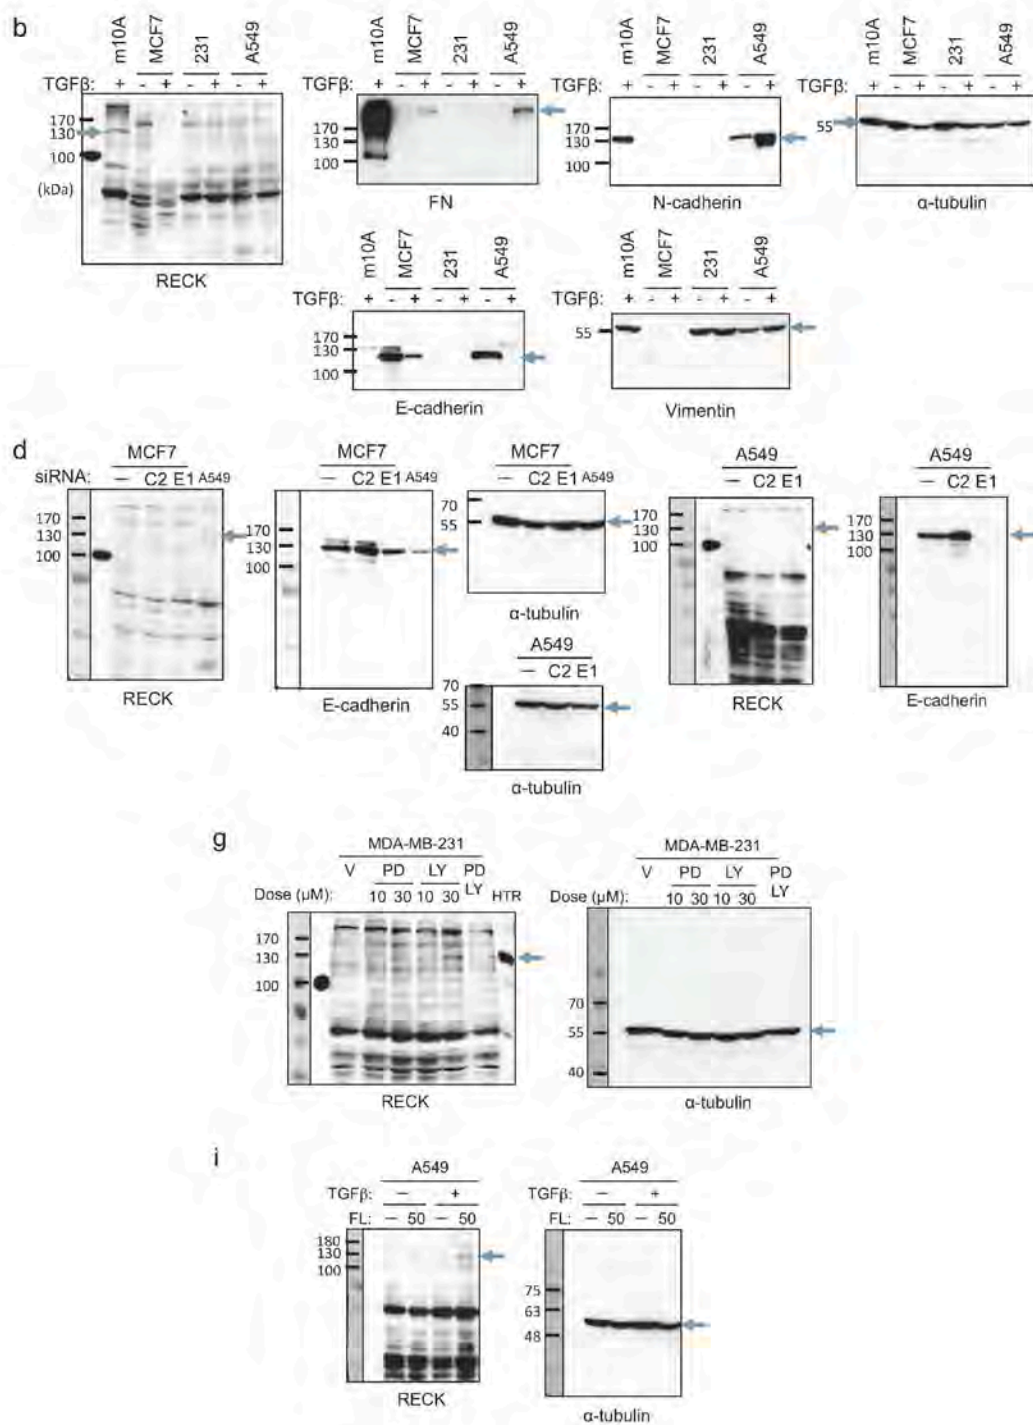 b
m10A MCF7 231 A549
TGFβ: + - + - + - +
170
130
100
(kDa)
RECK
m10A MCF7 231 A549
TGFβ: + - + - + - +
170
130
100
FN
m10A MCF7 231 A549
TGFβ: + - + - + - +
170
130
100
N-cadherin
m10A MCF7 231 A549
TGFβ: + - + - + - +
55
α-tubulin
m10A MCF7 231 A549
TGFβ: + - + - + - +
170
130
100
E-cadherin
m10A MCF7 231 A549
TGFβ: + - + - + - +
55
Vimentin
d
MCF7
siRNA: — C2 E1 A549
170
130
100
RECK
MCF7
— C2 E1 A549
170
130
100
E-cadherin
MCF7
— C2 E1 A549
70
55
α-tubulin
A549
— C2 E1
70
55
40
α-tubulin
A549
— C2 E1
170
130
100
RECK
A549
— C2 E1
170
130
100
E-cadherin
g
MDA-MB-231
V PD LY PD
LY
Dose (μM): 10 30 10 30 HTR
170
130
100
RECK
MDA-MB-231
V PD LY PD
LY
Dose (μM): 10 30 10 30
70
55
40
α-tubulin
i
A549
TGFβ: — +
FL: — 50 — 50
180
130
100
RECK
A549
TGFβ: — +
FL: — 50 — 50
75
63
48
α-tubulin